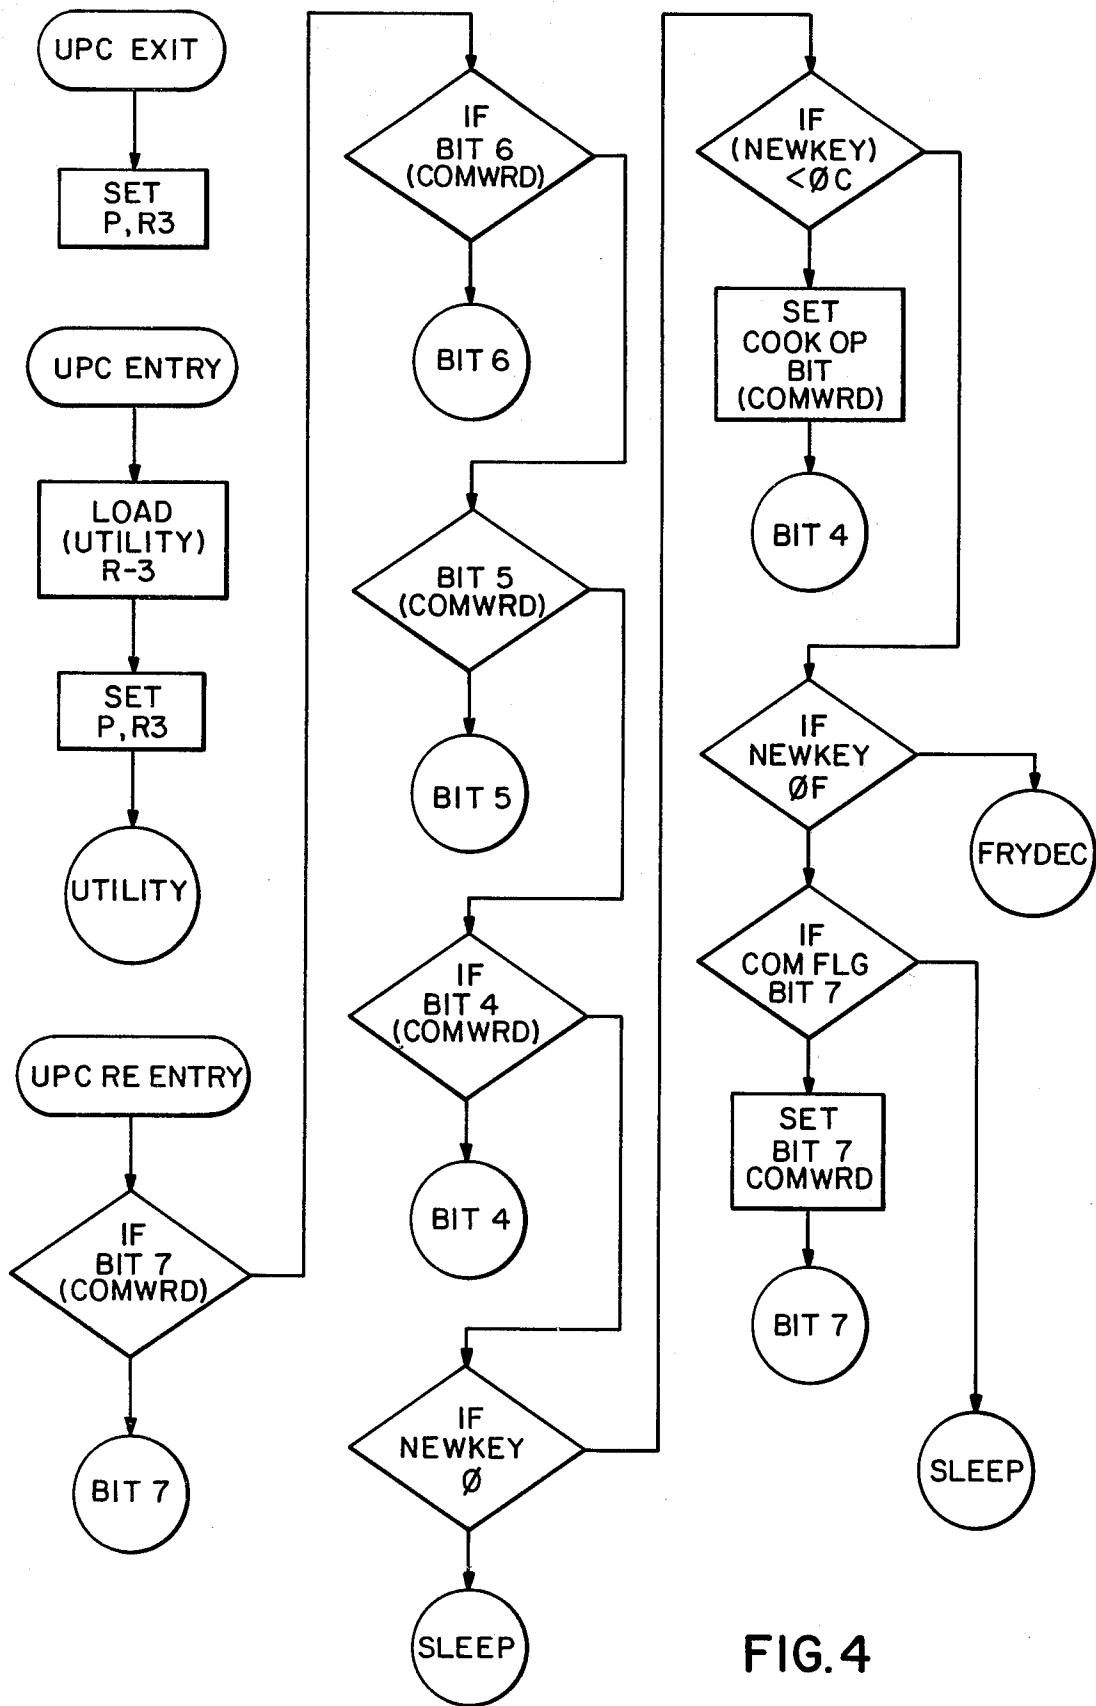 UPC EXIT
SET
P, R3
UPC ENTRY
LOAD
(UTILITY)
R-3
SET
P, R3
UTILITY
UPC RE ENTRY
IF
BIT 7
(COMWRD)
BIT 7
IF
BIT 6
(COMWRD)
BIT 6
BIT 5
(COMWRD)
BIT 5
IF
BIT 4
(COMWRD)
BIT 4
IF
NEWKEY
Ø
SLEEP
IF
(NEWKEY)
<ØC
SET
COOK OP
BIT
(COMWRD)
BIT 4
IF
NEWKEY
ØF
FRYDEC
IF
COM FLG
BIT 7
SET
BIT 7
COMWRD
BIT 7
SLEEP
FIG. 4